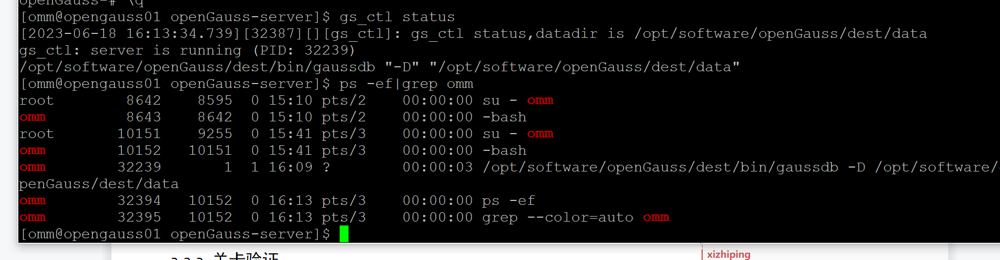 openGauss-# \q
[omm@opengauss01 openGauss-server]$ gs_ctl status
[2023-06-18 16:13:34.739][32387][][gs_ctl]: gs_ctl status,datadir is /opt/software/openGauss/dest/data
gs_ctl: server is running (PID: 32239)
/opt/software/openGauss/dest/bin/gaussdb "-D" "/opt/software/openGauss/dest/data"
[omm@opengauss01 openGauss-server]$ ps -ef|grep omm
root 8642 8595 0 15:10 pts/2 00:00:00 su - omm
omm 8643 8642 0 15:10 pts/2 00:00:00 -bash
root 10151 9255 0 15:41 pts/3 00:00:00 su - omm
omm 10152 10151 0 15:41 pts/3 00:00:00 -bash
omm 32239 1 1 16:09 ? 00:00:03 /opt/software/openGauss/dest/bin/gaussdb -D /opt/software/o
penGauss/dest/data
omm 32394 10152 0 16:13 pts/3 00:00:00 ps -ef
omm 32395 10152 0 16:13 pts/3 00:00:00 grep --color=auto omm
[omm@opengauss01 openGauss-server]$
关卡验证
xizhiping